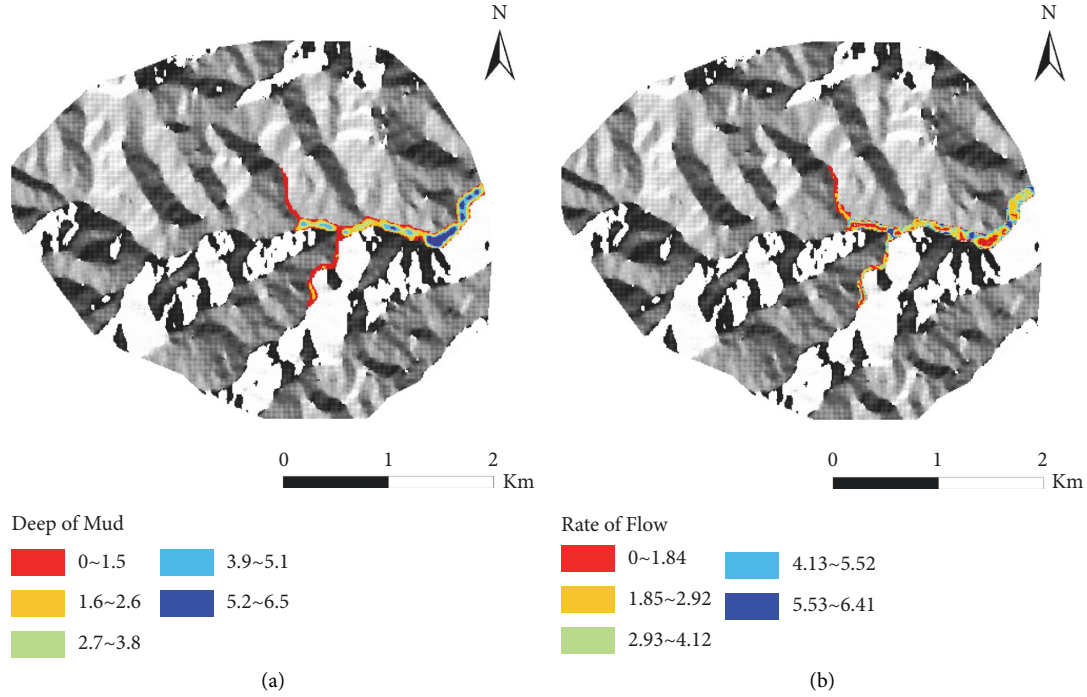 N
N
0 1 2
Km
0 1 2
Km
Deep of Mud
0~1.5
3.9~5.1
1.6~2.6
5.2~6.5
2.7~3.8
(a)
Rate of Flow
0~1.84
4.13~5.52
1.85~2.92
5.53~6.41
2.93~4.12
(b)